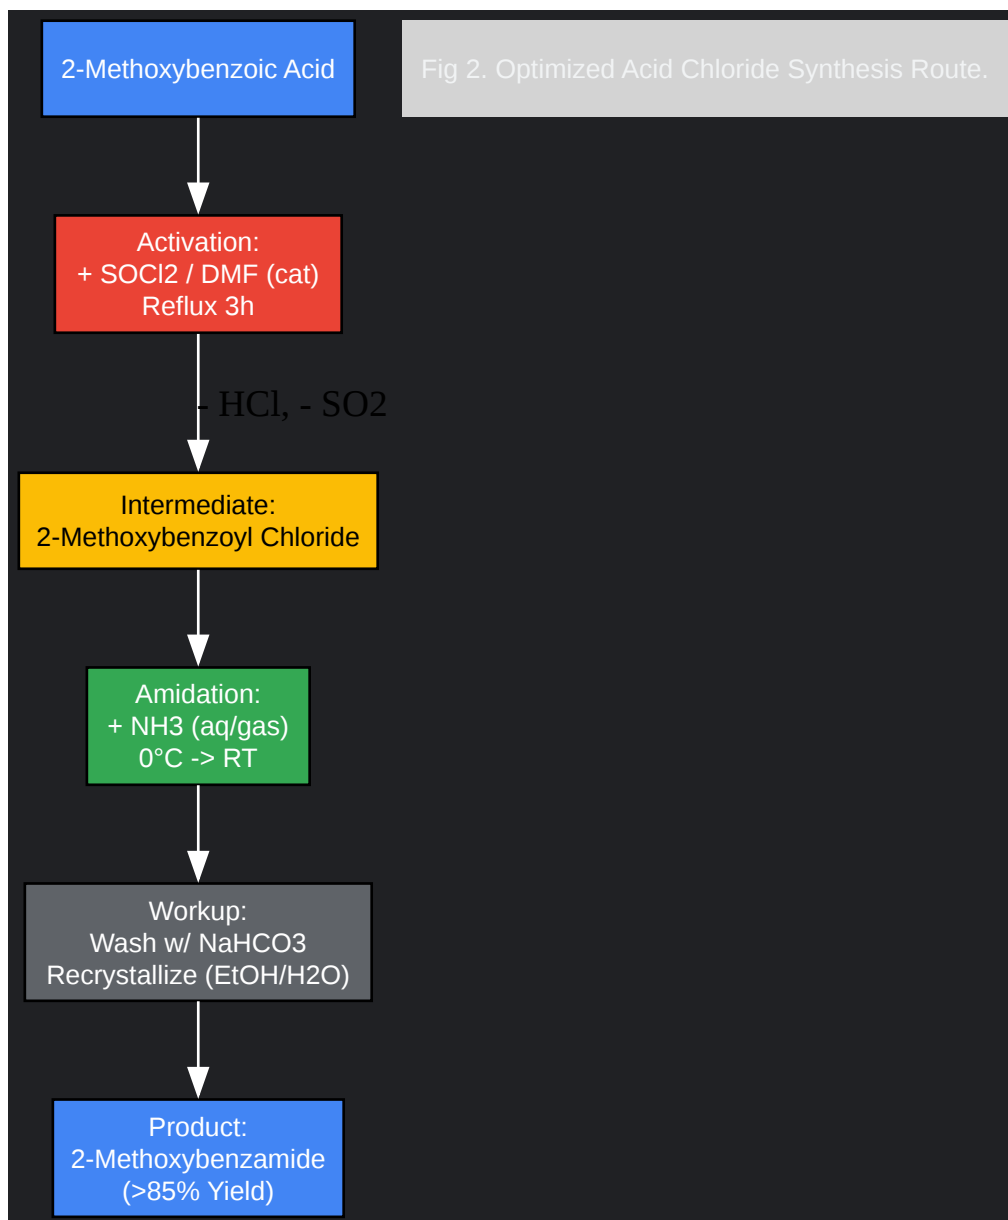 2-Methoxybenzoic Acid
Fig 2. Optimized Acid Chloride Synthesis Route.
Activation:
+ SOCl2 / DMF (cat)
Reflux 3h
- HCl, - SO2
Intermediate:
2-Methoxybenzoyl Chloride
Amidation:
+ NH3 (aq/gas)
0°C -> RT
Workup:
Wash w/ NaHCO3
Recrystallize (EtOH/H2O)
Product:
2-Methoxybenzamide
(>85% Yield)